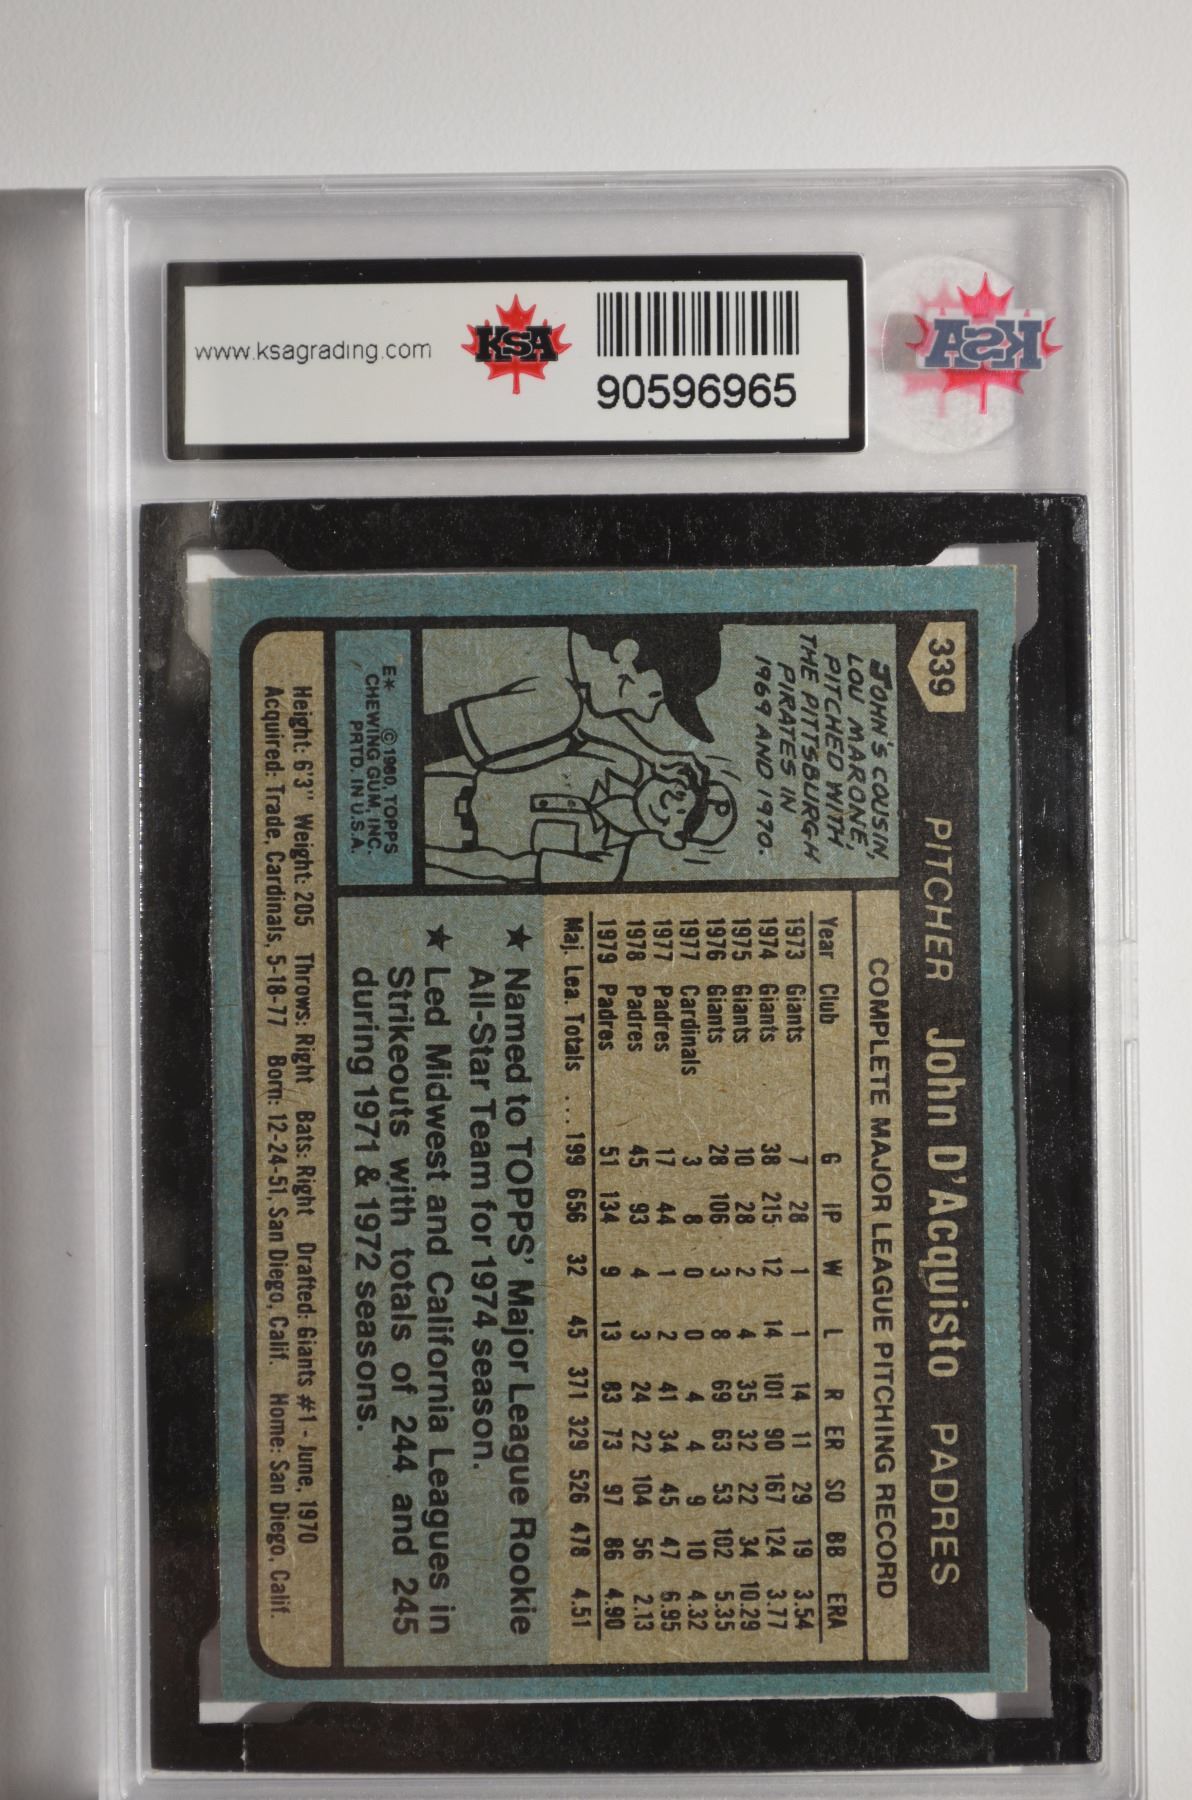 www.ksagrading.com
KSA
90596965
KSA
339
PITCHER John D'Acquisto PADRES
JOHN'S COUSIN,
LOU MARONE,
PITCHED WITH
THE PITTSBURGH
PIRATES IN
1969 AND 1970.
P
E* © 1980, TOPPS
CHEWING GUM, INC.
PRTD. IN U.S.A.
COMPLETE MAJOR LEAGUE PITCHING RECORD
Year Club G IP W L R ER SO BB ERA
1973 Giants 7 28 1 1 14 11 29 19 3.54
1974 Giants 38 215 12 14 101 90 167 124 3.77
1975 Giants 10 28 2 4 35 32 22 34 10.29
1976 Giants 28 106 3 8 69 63 53 102 5.35
1977 Cardinals 3 8 0 0 4 4 9 10 4.32
1977 Padres 17 44 1 2 41 34 45 47 6.95
1978 Padres 45 93 4 3 24 22 104 56 2.13
1979 Padres 51 134 9 13 83 73 97 86 4.90
Maj. Lea. Totals ... 199 656 32 45 371 329 526 478 4.51
★ Named to TOPPS' Major League Rookie
All-Star Team for 1974 season.
★ Led Midwest and California Leagues in
Strikeouts with totals of 244 and 245
during 1971 & 1972 seasons.
Height: 6'3" Weight: 205 Throws: Right Bats: Right Drafted: Giants #1 - June, 1970
Acquired: Trade, Cardinals, 5-18-77 Born: 12-24-51, San Diego, Calif. Home: San Diego, Calif.